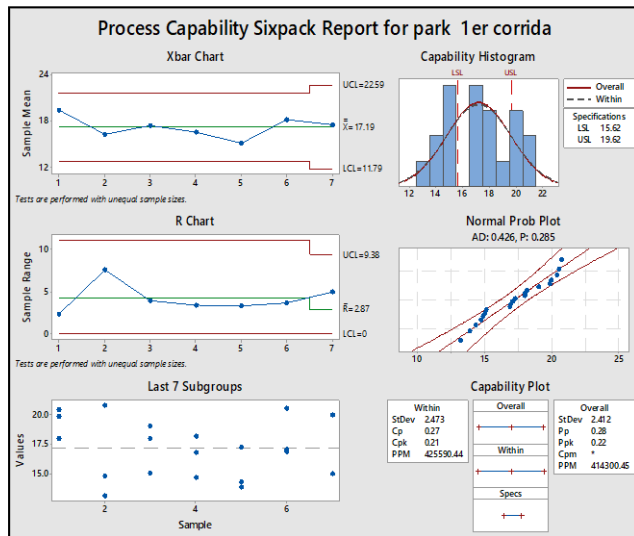 Process Capability Sixpack Report for park 1er corrida
Xbar Chart
Sample Mean
24
18
12
1 2 3 4 5 6 7
UCL=22.59
X̿=17.19
LCL=11.79
Tests are performed with unequal sample sizes.
R Chart
Sample Range
10
5
0
1 2 3 4 5 6 7
UCL=9.38
R̅=2.87
LCL=0
Tests are performed with unequal sample sizes.
Last 7 Subgroups
Values
20.0
17.5
15.0
2 4 6
Sample
Capability Histogram
LSL USL
12 14 16 18 20 22
Overall
Within
Specifications
LSL 15.62
USL 19.62
Normal Prob Plot
AD: 0.426, P: 0.285
10 15 20 25
Capability Plot
Within
StDev 2.473
Cp 0.27
Cpk 0.21
PPM 425590.44
Overall
Within
Specs
Overall
StDev 2.412
Pp 0.28
Ppk 0.22
Cpm *
PPM 414300.45